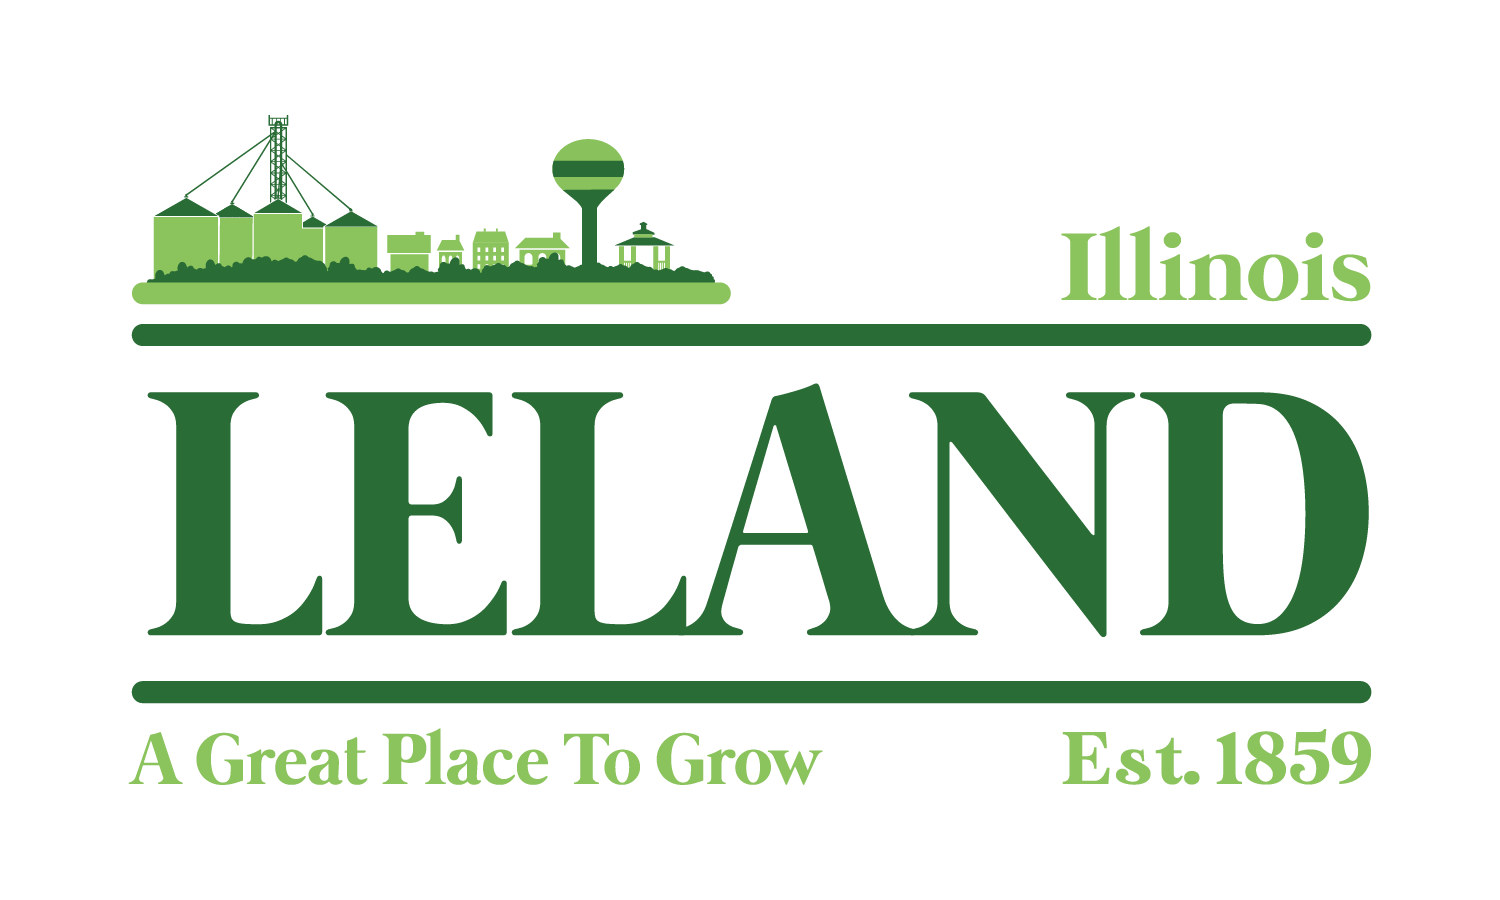 Illinois
LELAND
A Great Place To Grow
Est. 1859